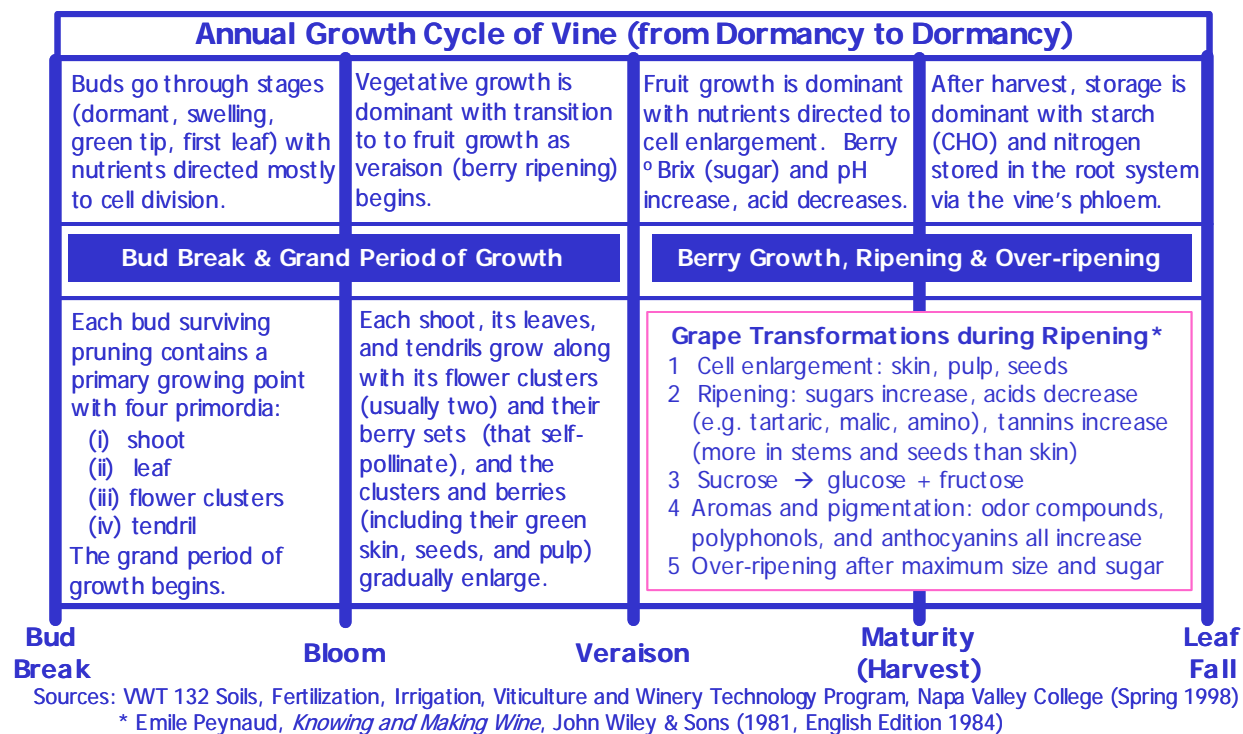 Annual Growth Cycle of Vine (from Dormancy to Dormancy)
Buds go through stages
(dormant, swelling,
green tip, first leaf) with
nutrients directed mostly
to cell division.
Vegetative growth is
dominant with transition
to to fruit growth as
veraison (berry ripening)
begins.
Fruit growth is dominant
with nutrients directed to
cell enlargement. Berry
º Brix (sugar) and pH
increase, acid decreases.
After harvest, storage is
dominant with starch
(CHO) and nitrogen
stored in the root system
via the vine's phloem.
Bud Break & Grand Period of Growth
Berry Growth, Ripening & Over-ripening
Each bud surviving
pruning contains a
primary growing point
with four primordia:
(i) shoot
(ii) leaf
(iii) flower clusters
(iv) tendril
The grand period of
growth begins.
Each shoot, its leaves,
and tendrils grow along
with its flower clusters
(usually two) and their
berry sets (that self-
pollinate), and the
clusters and berries
(including their green
skin, seeds, and pulp)
gradually enlarge.
Grape Transformations during Ripening*
1 Cell enlargement: skin, pulp, seeds
2 Ripening: sugars increase, acids decrease
(e.g. tartaric, malic, amino), tannins increase
(more in stems and seeds than skin)
3 Sucrose → glucose + fructose
4 Aromas and pigmentation: odor compounds,
polyphonols, and anthocyanins all increase
5 Over-ripening after maximum size and sugar
Bud
Break
Bloom
Veraison
Maturity
(Harvest)
Leaf
Fall
Sources: VWT 132 Soils, Fertilization, Irrigation, Viticulture and Winery Technology Program, Napa Valley College (Spring 1998)
* Emile Peynaud, Knowing and Making Wine, John Wiley & Sons (1981, English Edition 1984)